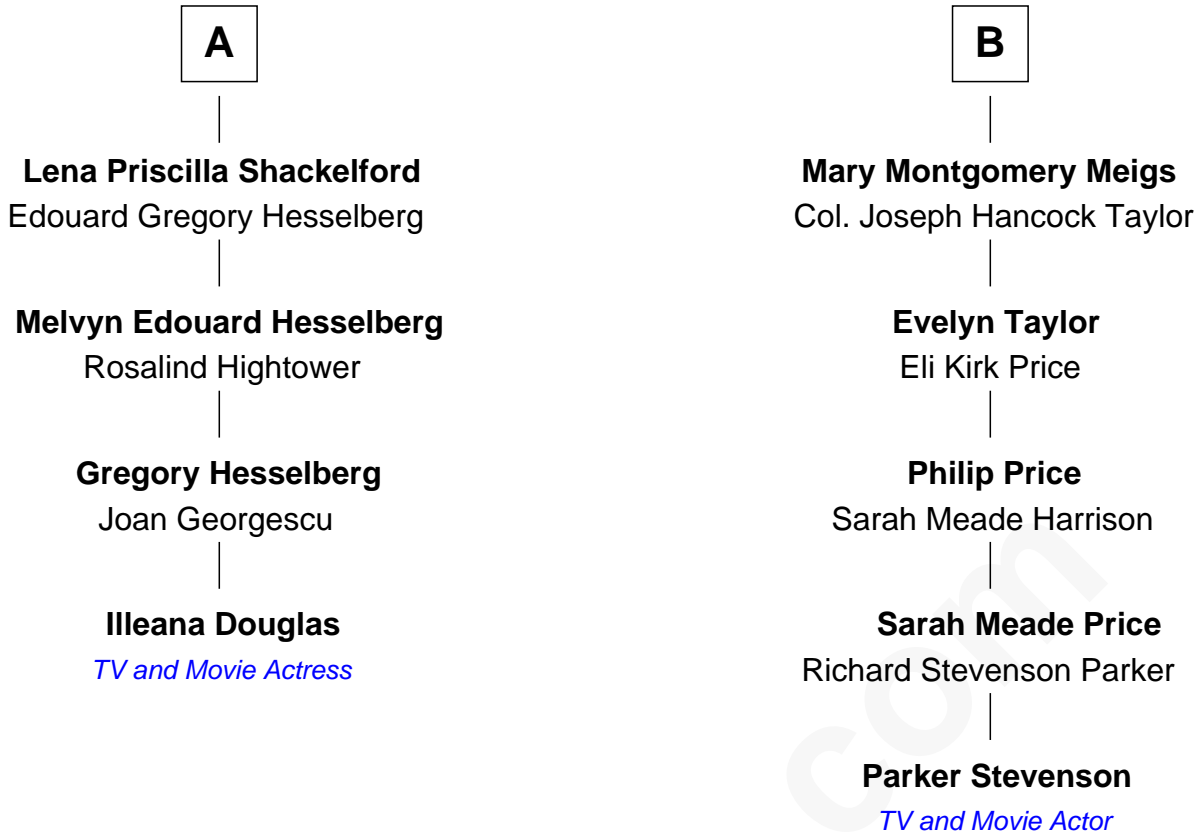 A
Lena Priscilla Shackelford
Edouard Gregory Hesselberg
Melvyn Edouard Hesselberg
Rosalind Hightower
Gregory Hesselberg
Joan Georgescu
Illeana Douglas
TV and Movie Actress
B
Mary Montgomery Meigs
Col. Joseph Hancock Taylor
Evelyn Taylor
Eli Kirk Price
Philip Price
Sarah Meade Harrison
Sarah Meade Price
Richard Stevenson Parker
Parker Stevenson
TV and Movie Actor
com